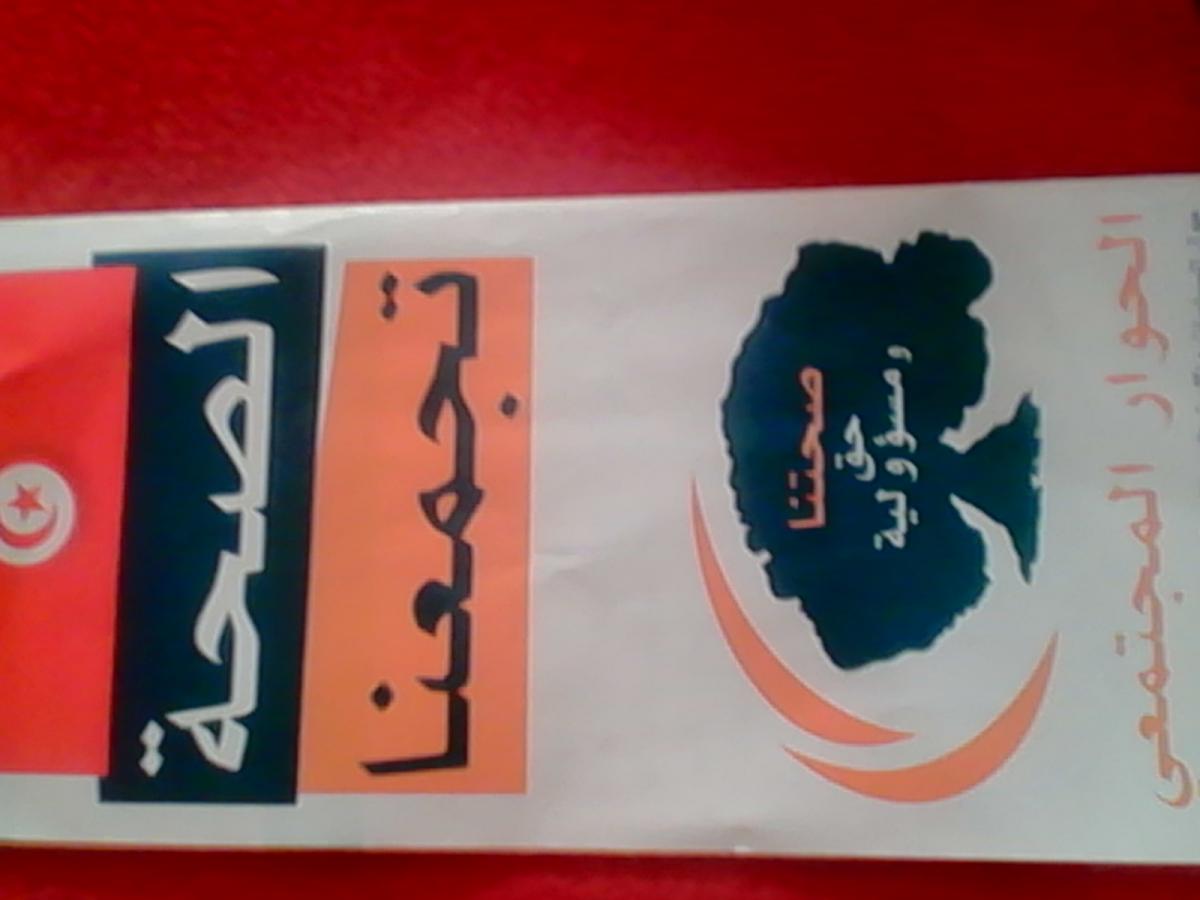 الصحة
تجمعنا
صحتنا
حق
ومسؤولية
الحوار المجتمعي